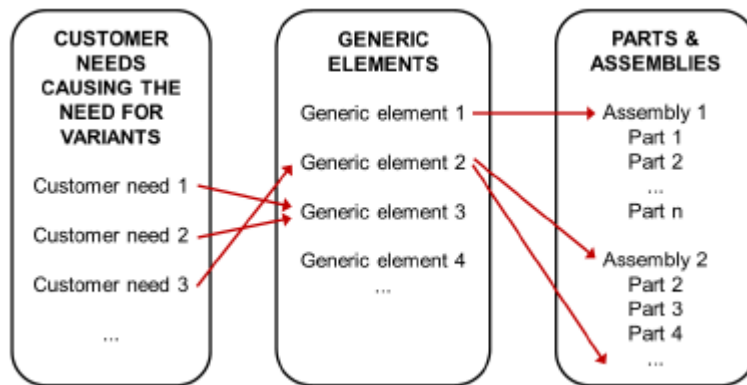 CUSTOMER
NEEDS
CAUSING THE
NEED FOR
VARIANTS
Customer need 1
Customer need 2
Customer need 3
...
GENERIC
ELEMENTS
Generic element 1
Generic element 2
Generic element 3
Generic element 4
...
PARTS &
ASSEMBLIES
Assembly 1
Part 1
Part 2
...
Part n
Assembly 2
Part 2
Part 3
Part 4
...